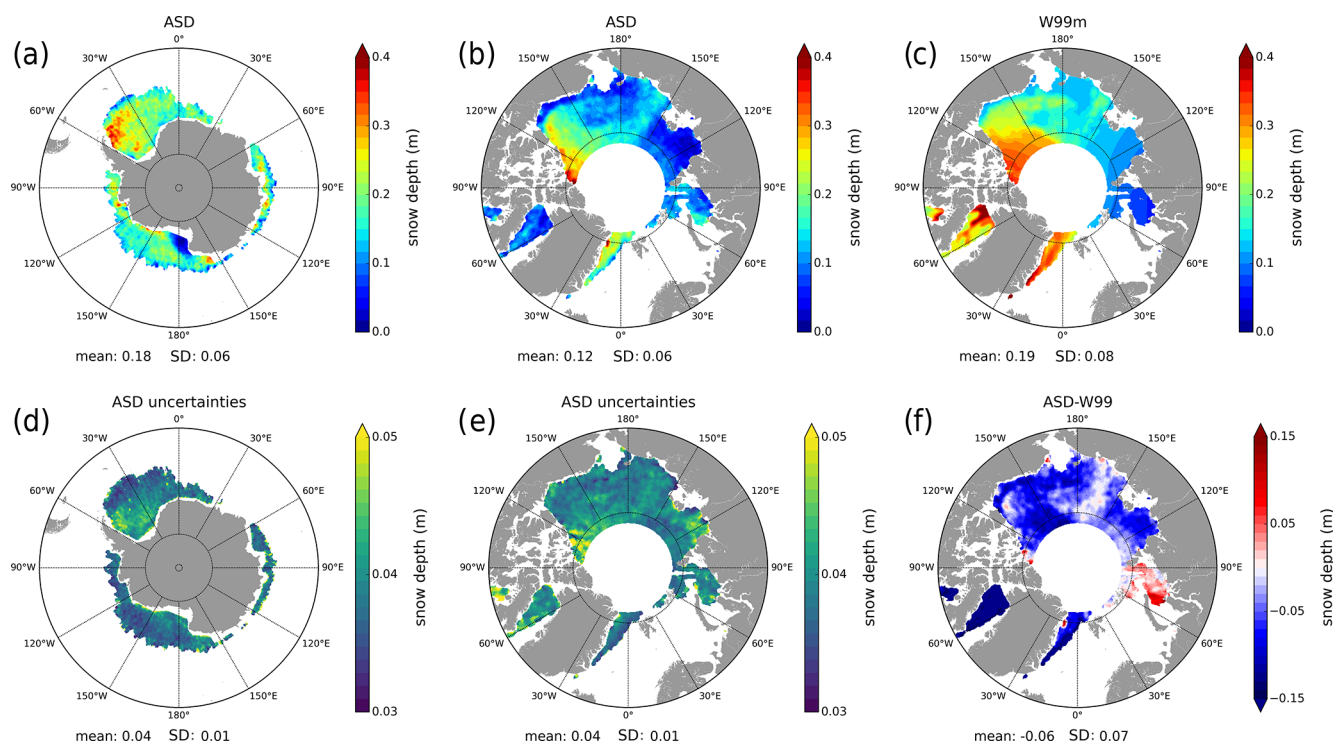 ASD
(a)
0°
30°W
30°E
60°W
60°E
90°W
90°E
120°W
120°E
150°W
150°E
180°
0.4
0.3
0.2
0.1
0.0
snow depth (m)
mean: 0.18 SD: 0.06
ASD
(b)
180°
150°W
150°E
120°W
120°E
90°W
90°E
60°W
60°E
30°W
30°E
0°
0.4
0.3
0.2
0.1
0.0
snow depth (m)
mean: 0.12 SD: 0.06
W99m
(c)
180°
150°W
150°E
120°W
120°E
90°W
90°E
60°W
60°E
30°W
30°E
0°
0.4
0.3
0.2
0.1
0.0
snow depth (m)
mean: 0.19 SD: 0.08
ASD uncertainties
(d)
0°
30°W
30°E
60°W
60°E
90°W
90°E
120°W
120°E
150°W
150°E
180°
0.05
0.04
0.03
snow depth (m)
mean: 0.04 SD: 0.01
ASD uncertainties
(e)
180°
150°W
150°E
120°W
120°E
90°W
90°E
60°W
60°E
30°W
30°E
0°
0.05
0.04
0.03
snow depth (m)
mean: 0.04 SD: 0.01
ASD-W99
(f)
180°
150°W
150°E
120°W
120°E
90°W
90°E
60°W
60°E
30°W
30°E
0°
0.15
0.05
−0.05
−0.15
snow depth (m)
mean: -0.06 SD: 0.07